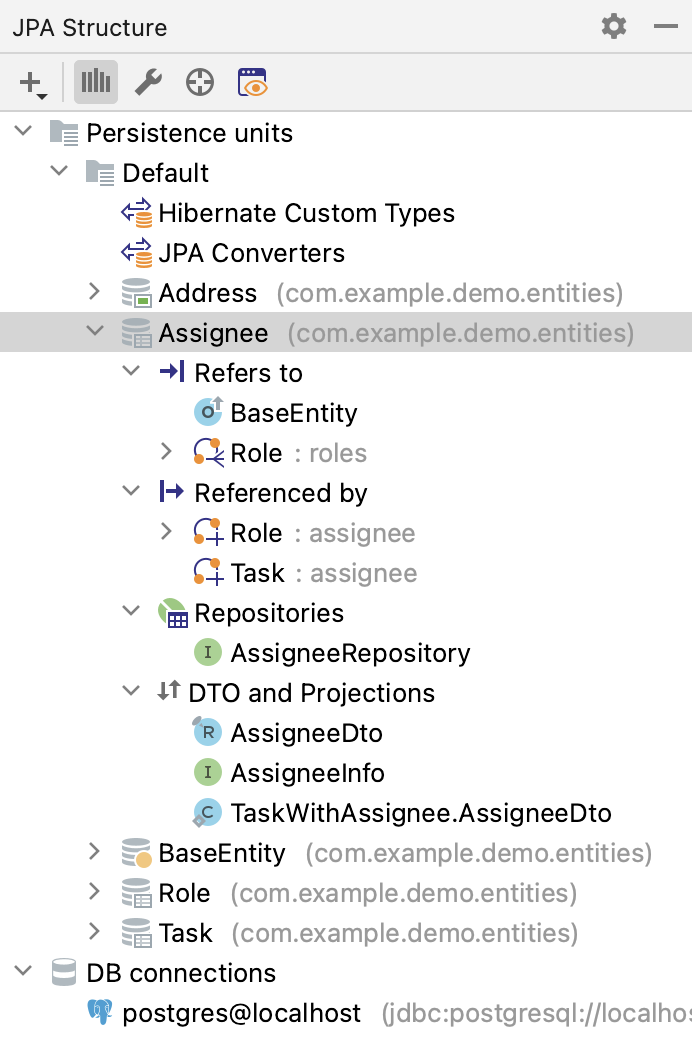 JPA Structure
Persistence units
Default
Hibernate Custom Types
JPA Converters
Address (com.example.demo.entities)
Assignee (com.example.demo.entities)
Refers to
BaseEntity
Role : roles
Referenced by
Role : assignee
Task : assignee
Repositories
I AssigneeRepository
DTO and Projections
R AssigneeDto
I AssigneeInfo
C TaskWithAssignee.AssigneeDto
BaseEntity (com.example.demo.entities)
Role (com.example.demo.entities)
Task (com.example.demo.entities)
DB connections
postgres@localhost (jdbc:postgresql://localhos